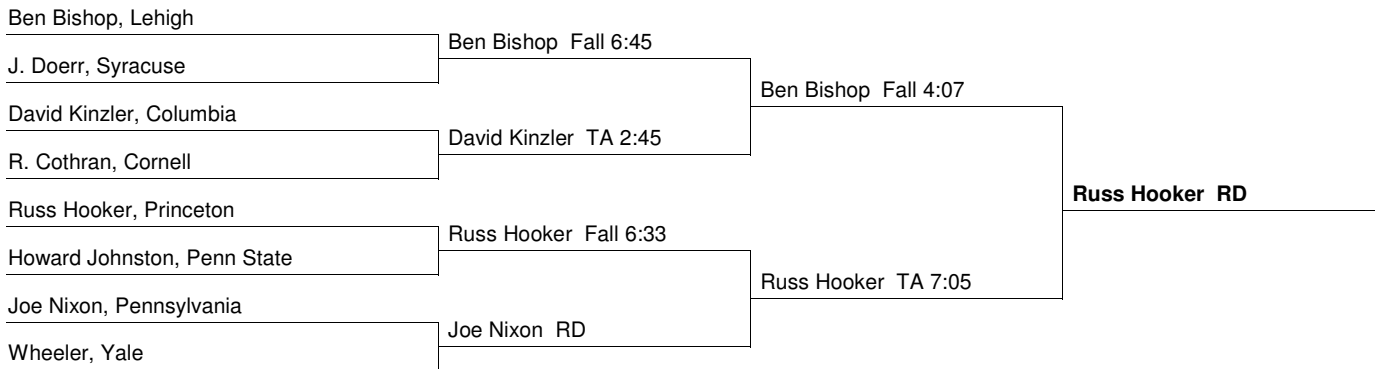 Ben Bishop, Lehigh
J. Doerr, Syracuse
David Kinzler, Columbia
R. Cothran, Cornell
Russ Hooker, Princeton
Howard Johnston, Penn State
Joe Nixon, Pennsylvania
Wheeler, Yale
Ben Bishop  Fall 6:45
David Kinzler  TA 2:45
Russ Hooker  Fall 6:33
Joe Nixon  RD
Ben Bishop  Fall 4:07
Russ Hooker  TA 7:05
Russ Hooker  RD